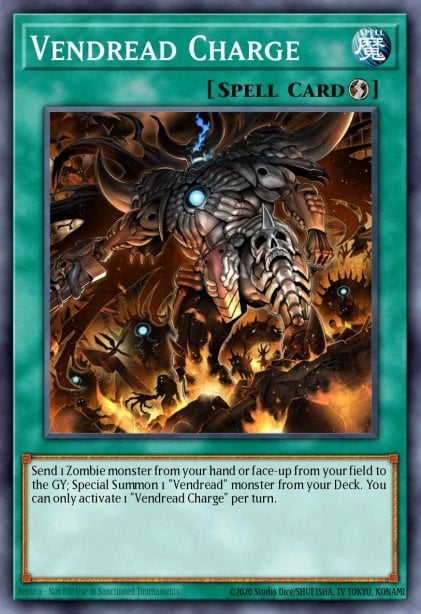 Vendread Charge
SPELL
魔
[Spell Card]
Send 1 Zombie monster from your hand or face-up from your field to
the GY; Special Summon 1 "Vendread" monster from your Deck. You
can only activate 1 "Vendread Charge" per turn.
Replica - Not For Use in Sanctioned Tournaments
©2020 Studio Dice/SHUEISHA, TV TOKYO, KONAMI